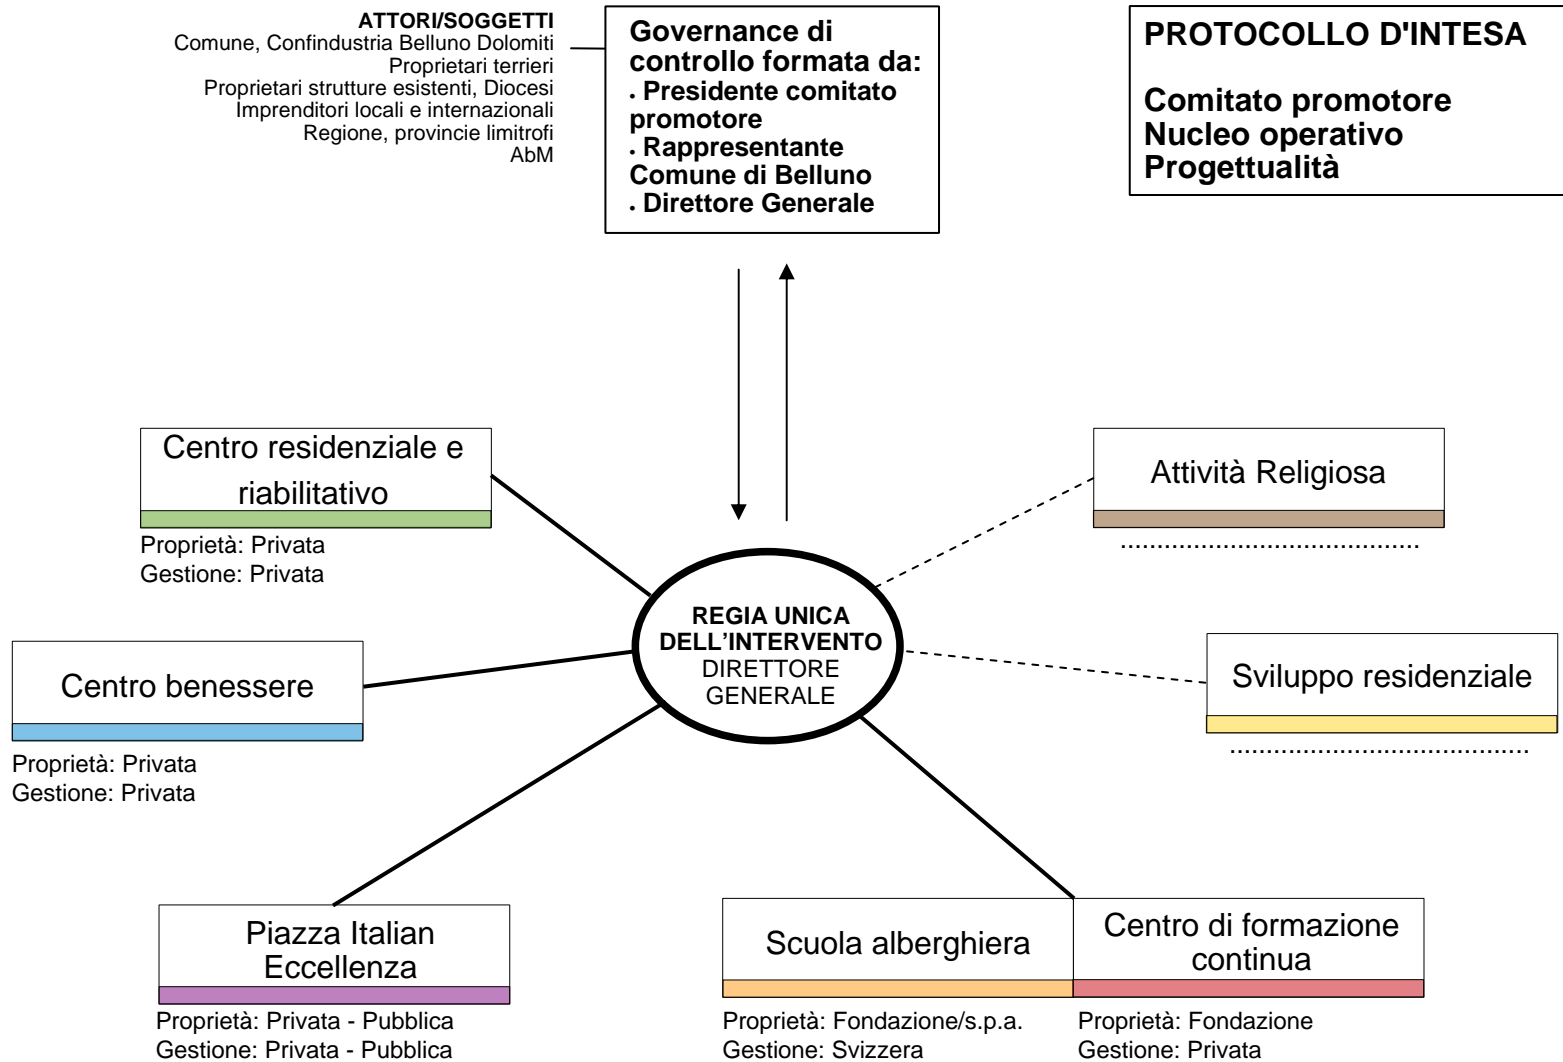 ATTORI/SOGGETTI
Comune, Confindustria Belluno Dolomiti
Proprietari terrieri
Proprietari strutture esistenti, Diocesi
Imprenditori locali e internazionali
Regione, provincie limitrofi
AbM
Governance di
controllo formata da:
. Presidente comitato
promotore
. Rappresentante
Comune di Belluno
. Direttore Generale
PROTOCOLLO D'INTESA
Comitato promotore
Nucleo operativo
Progettualità
Centro residenziale e
riabilitativo
Proprietà: Privata
Gestione: Privata
Attività Religiosa
.........................................
REGIA UNICA
DELL’INTERVENTO
DIRETTORE
GENERALE
Centro benessere
Proprietà: Privata
Gestione: Privata
Sviluppo residenziale
.........................................
Piazza Italian
Eccellenza
Proprietà: Privata - Pubblica
Gestione: Privata - Pubblica
Scuola alberghiera
Proprietà: Fondazione/s.p.a.
Gestione: Svizzera
Centro di formazione
continua
Proprietà: Fondazione
Gestione: Privata